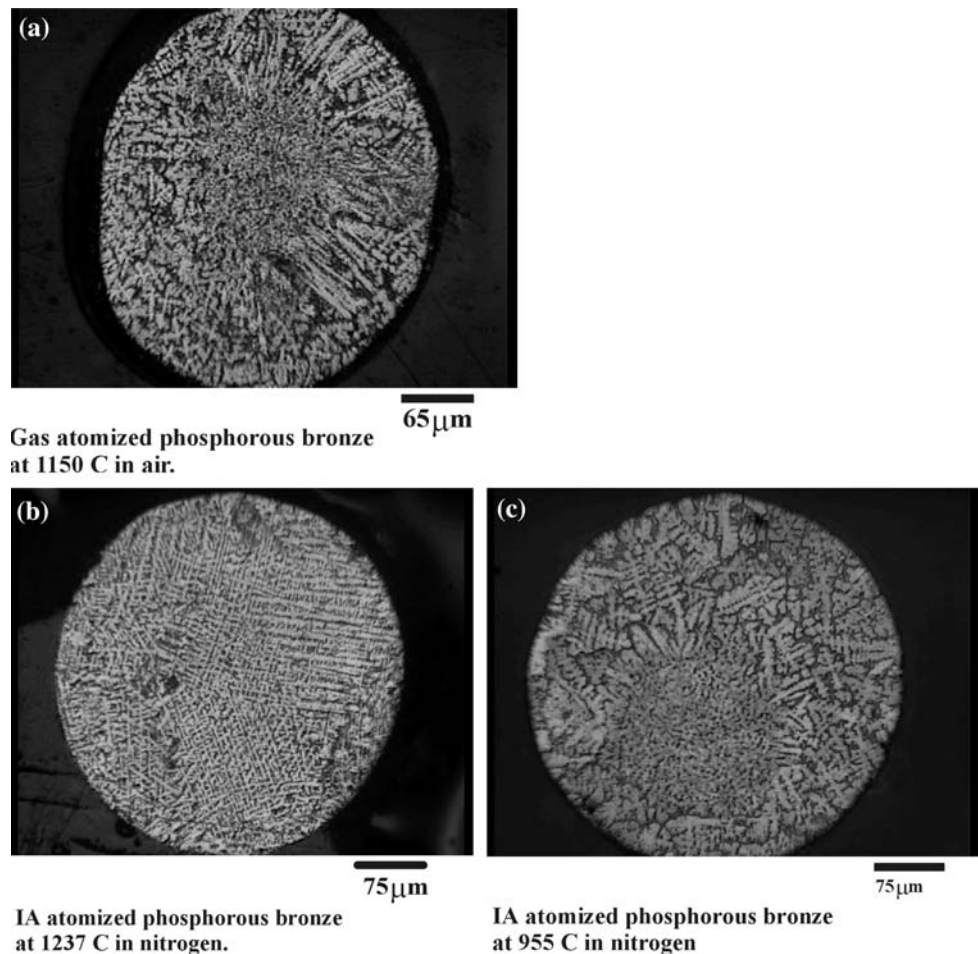 (a)
65μm
Gas atomized phosphorous bronze
at 1150 C in air.
(b)
75μm
IA atomized phosphorous bronze
at 1237 C in nitrogen.
(c)
75μm
IA atomized phosphorous bronze
at 955 C in nitrogen